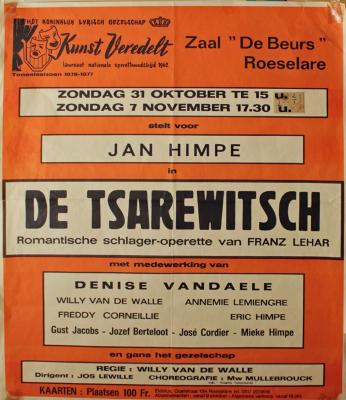 HET KONINKLIJK LYRISCH GEZELSCHAP
Kunst Veredelt
laureaat nationale operettewedstrijd 1962
Toneelseizoen 1976-1977
Zaal "De Beurs"
Roeselare
ZONDAG 31 OKTOBER TE 15 u.
ZONDAG 7 NOVEMBER 17.30 u.
stelt voor
JAN HIMPE
in
DE TSAREWITSCH
Romantische schlager-operette van FRANZ LEHAR
met medewerking van
DENISE VANDAELE
WILLY VAN DE WALLE ANNEMIE LEMIENGRE
FREDDY CORNEILLIE ERIC HIMPE
Gust Jacobs - Jozef Berteloot - José Cordier - Mieke Himpe
en gans het gezelschap
REGIE : WILLY VAN DE WALLE
Dirigent : JOS LEWILLE CHOREOGRAFIE : Mw MULLEBROUCK
KAARTEN : Plaatsen 100 Fr.